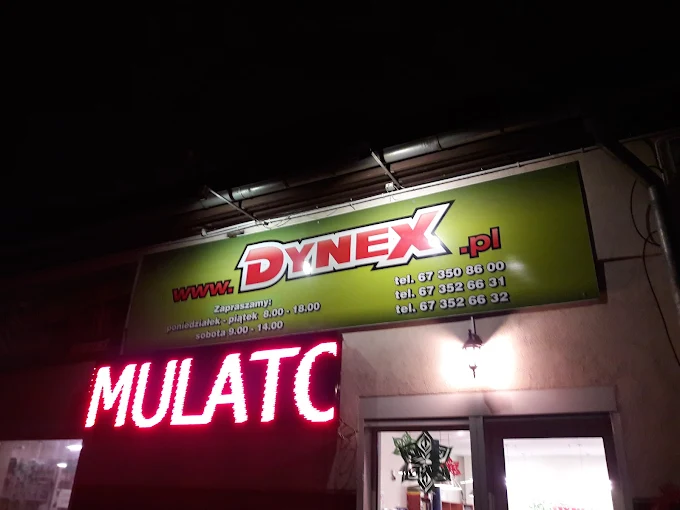 www.DYNEX.pl
Zapraszamy:
poniedziałek - piątek 8.00 - 18.00
sobota 9.00 - 14.00
tel. 67 350 86 00
tel. 67 352 66 31
tel. 67 352 66 32
MULATO